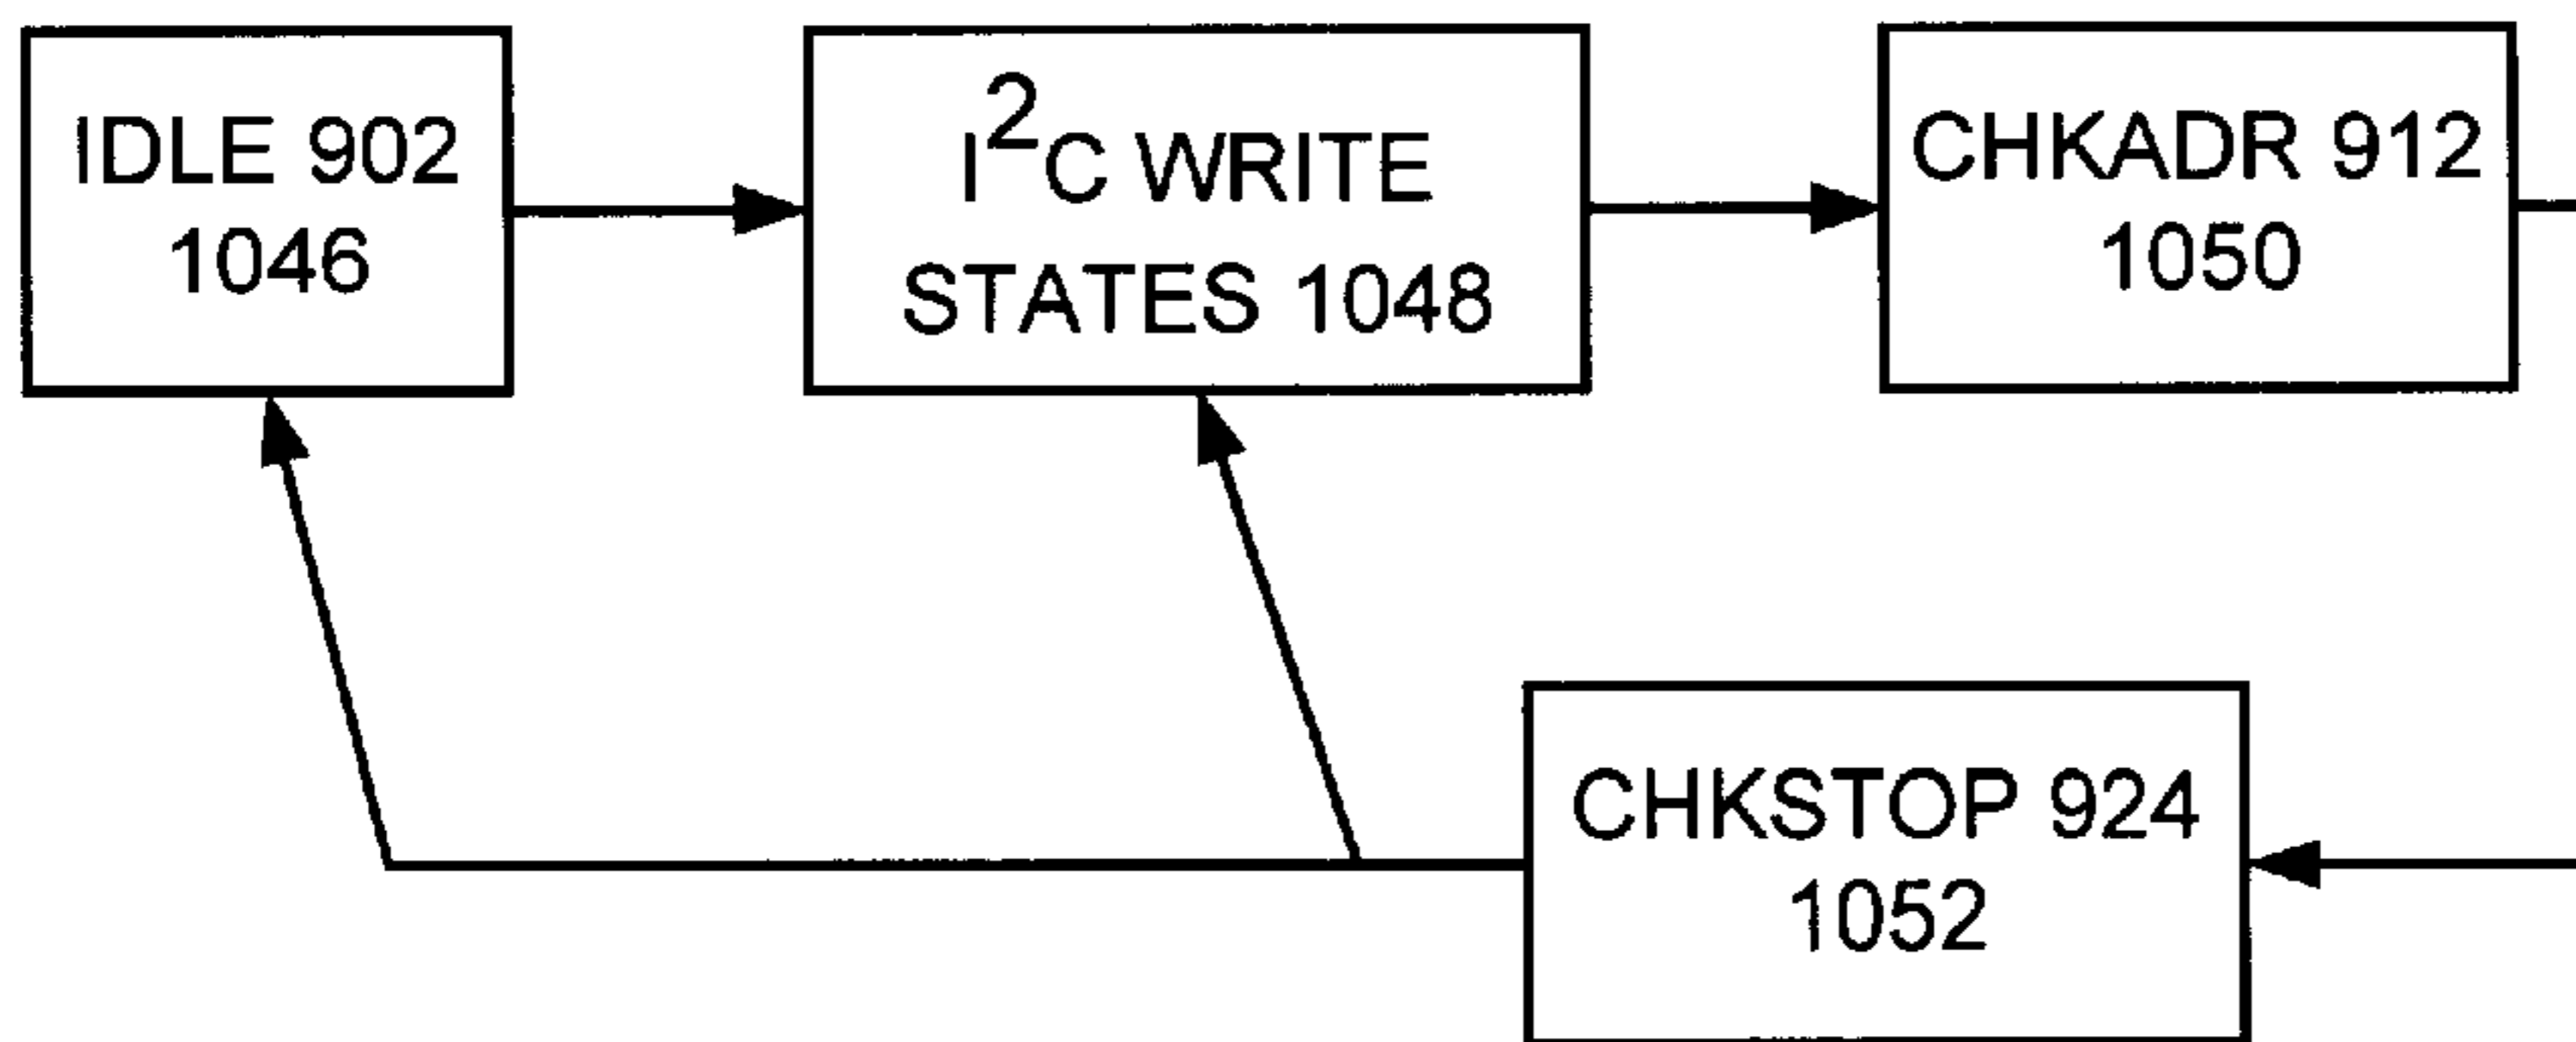 IDLE 902
1046
I²C WRITE
STATES 1048
CHKADR 912
1050
CHKSTOP 924
1052